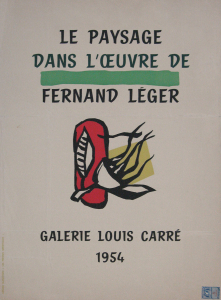 LE PAYSAGE
DANS L'ŒUVRE DE
FERNAND LÉGER
GALERIE LOUIS CARRÉ
1954